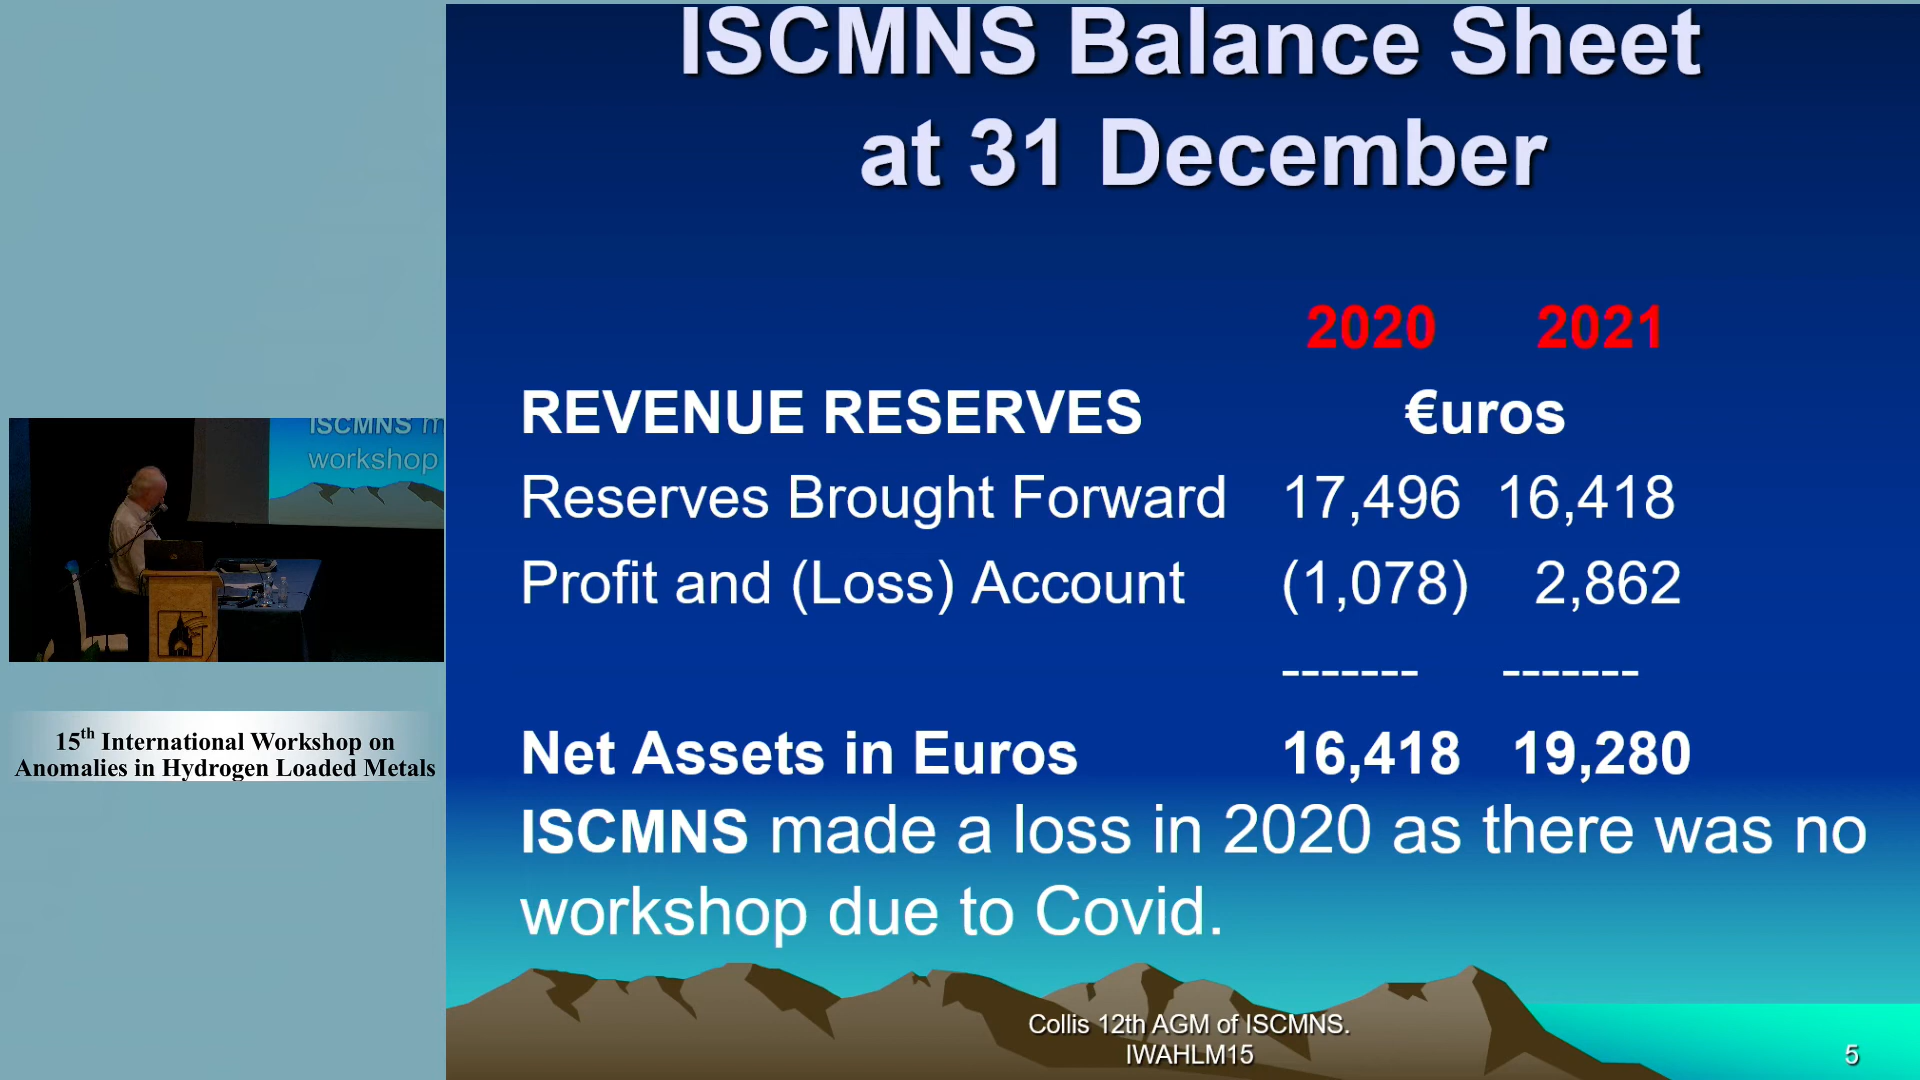 ISCMNS Balance Sheet
at 31 December
2020 2021
REVENUE RESERVES €uros
Reserves Brought Forward 17,496 16,418
Profit and (Loss) Account (1,078) 2,862
------- -------
Net Assets in Euros 16,418 19,280
ISCMNS made a loss in 2020 as there was no
workshop due to Covid.
Collis 12th AGM of ISCMNS.
IWAHLM15
5
ISCMNS m
workshop
15th International Workshop on
Anomalies in Hydrogen Loaded Metals